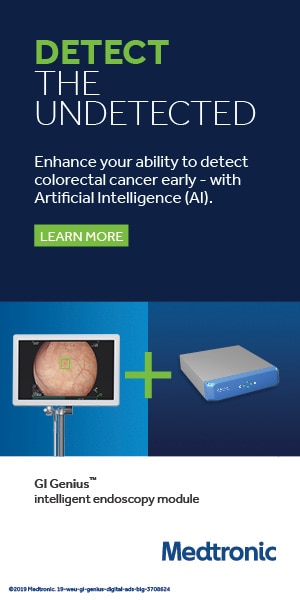 DETECT
THE
UNDETECTED
Enhance your ability to detect
colorectal cancer early - with
Artificial Intelligence (AI).
LEARN MORE
GI Genius™
intelligent endoscopy module
Medtronic
©2019 Medtronic. 19-weu-gi-genius-digital-ads-big-3708624